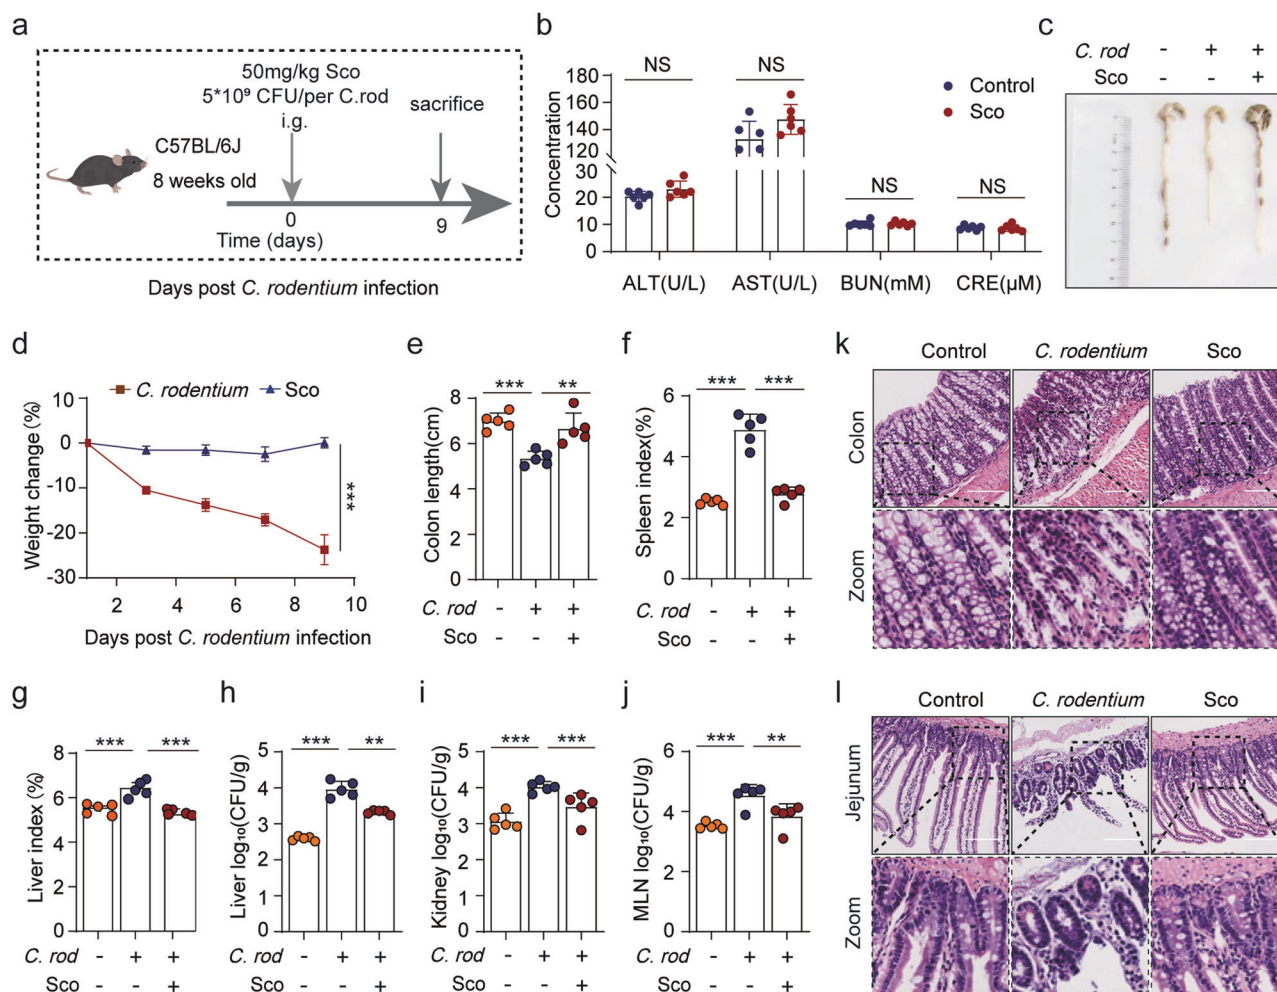 a
50mg/kg Sco
5*10⁹ CFU/per C.rod
i.g.
sacrifice
C57BL/6J
8 weeks old
0
9
Time (days)
Days post C. rodentium infection
b
Concentration
180
160
140
120
30
20
10
0
NS
NS
NS
NS
Control
Sco
ALT(U/L)
AST(U/L)
BUN(mM)
CRE(μM)
c
C. rod - + +
Sco - - +
d
C. rodentium
Sco
Weight change (%)
10
0
-10
-20
-30
***
2 4 6 8 10
Days post C. rodentium infection
e
Colon length(cm)
8
6
4
2
0
*** **
C. rod - + +
Sco - - +
f
Spleen index(%)
6
4
2
0
*** ***
C. rod - + +
Sco - - +
k
Control C. rodentium Sco
Colon
Zoom
g
Liver index (%)
8
6
4
2
0
*** ***
C. rod - + +
Sco - - +
h
Liver log₁₀(CFU/g)
5
4
3
2
1
0
*** **
- + +
- - +
i
Kidney log₁₀(CFU/g)
5
4
3
2
1
0
*** ***
C. rod - + +
Sco - - +
j
MLN log₁₀(CFU/g)
6
4
2
0
*** **
C. rod - + +
Sco - - +
l
Control C. rodentium Sco
Jejunum
Zoom